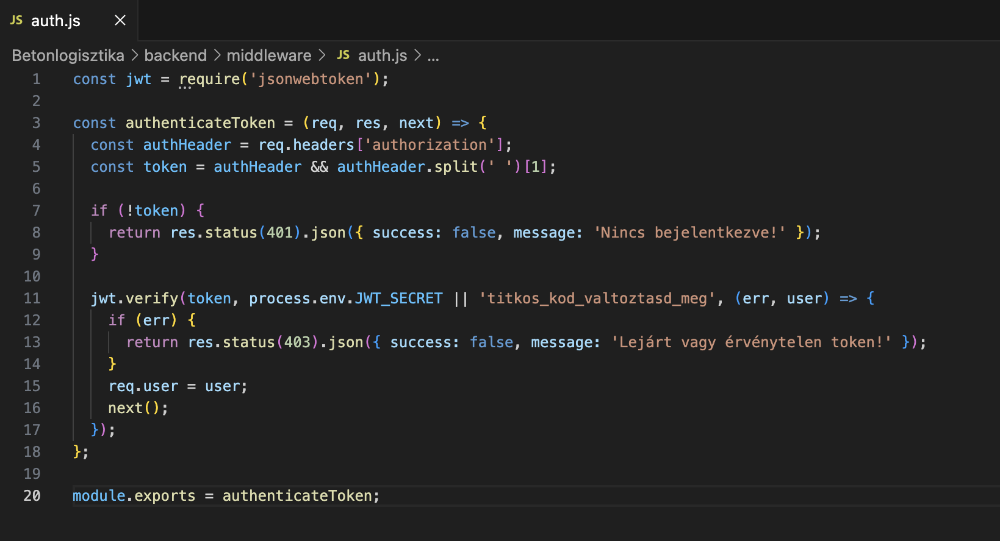 JS auth.js ×
Betonlogisztika > backend > middleware > JS auth.js > ...
1 const jwt = require('jsonwebtoken');
2
3 const authenticateToken = (req, res, next) => {
4   const authHeader = req.headers['authorization'];
5   const token = authHeader && authHeader.split(' ')[1];
6
7   if (!token) {
8     return res.status(401).json({ success: false, message: 'Nincs bejelentkezve!' });
9   }
10
11   jwt.verify(token, process.env.JWT_SECRET || 'titkos_kod_valtoztasd_meg', (err, user) => {
12     if (err) {
13       return res.status(403).json({ success: false, message: 'Lejárt vagy érvénytelen token!' });
14     }
15     req.user = user;
16     next();
17   });
18 };
19
20 module.exports = authenticateToken;